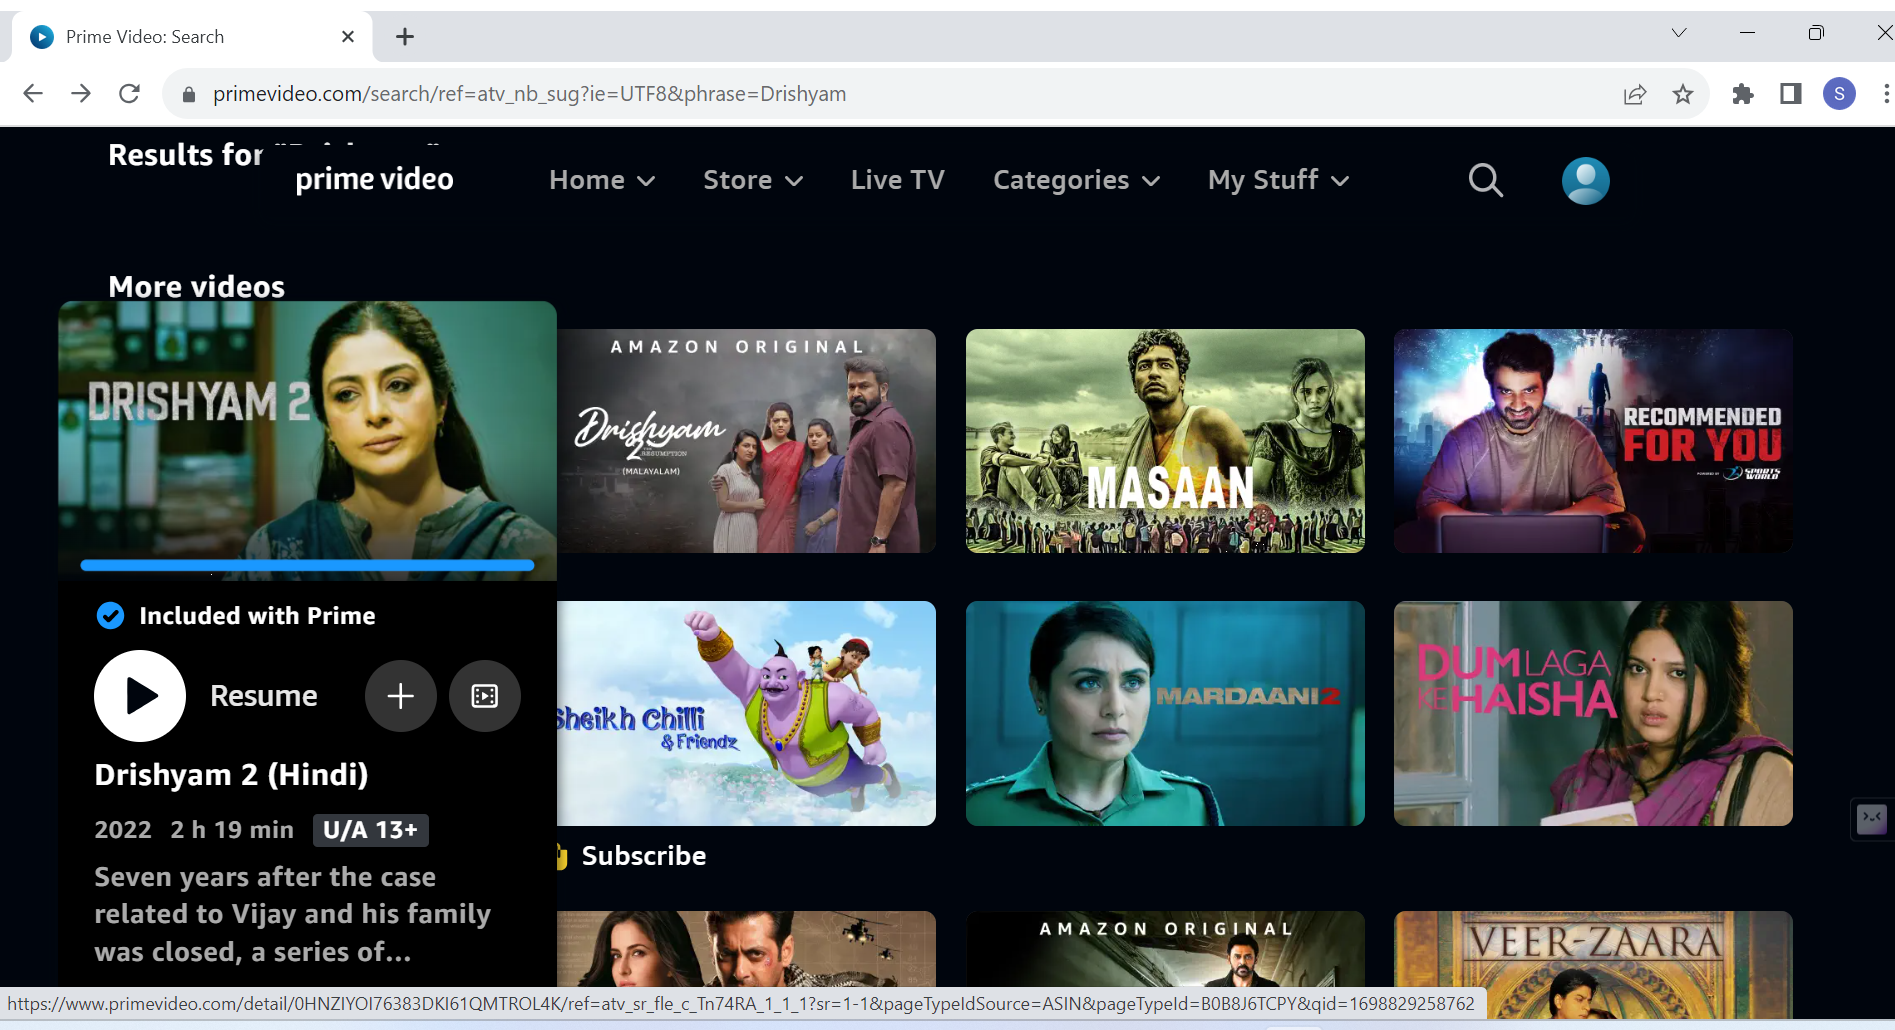 Prime Video: Search
primevideo.com/search/ref=atv_nb_sug?ie=UTF8&phrase=Drishyam
S
Results for
prime video
Home
Store
Live TV
Categories
My Stuff
More videos
DRISHYAM 2
AMAZON ORIGINAL
Drishyam
2
THE RESUMPTION
(MALAYALAM)
MASAAN
RECOMMENDED
FOR YOU
POWERED BY SPORTS WORLD
Included with Prime
Resume
Drishyam 2 (Hindi)
2022 2 h 19 min U/A 13+
Seven years after the case
related to Vijay and his family
was closed, a series of...
Sheikh Chilli
& Friendz
MARDAANI 2
DUM LAGA
KE HAISHA
Subscribe
AMAZON ORIGINAL
VEER-ZAARA
https://www.primevideo.com/detail/0HNZIYOI76383DKI61QMTROL4K/ref=atv_sr_fle_c_Tn74RA_1_1_1?sr=1-1&pageTypeIdSource=ASIN&pageTypeId=B0B8J6TCPY&qid=1698829258762